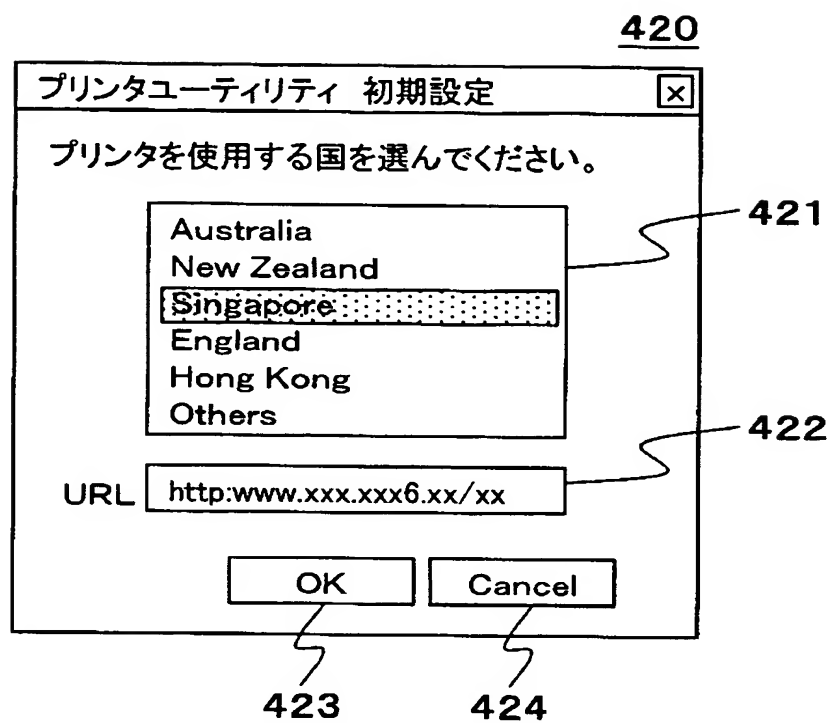 420
プリンタユーティリティ 初期設定 ×
プリンタを使用する国を選んでください。
421
Australia
New Zealand
Singapore
England
Hong Kong
Others
422
URL http:www.xxx.xxx6.xx/xx
OK Cancel
423 424